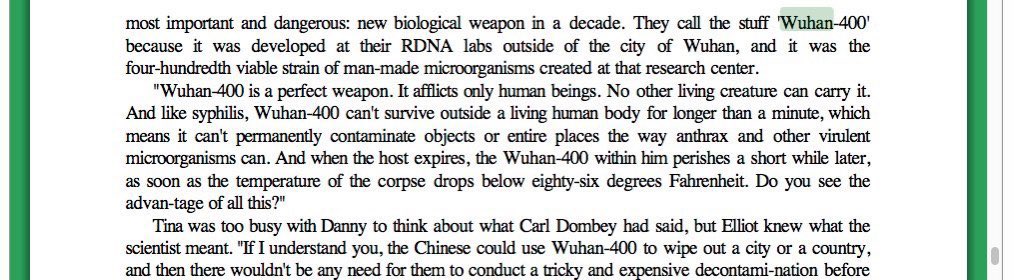 most important and dangerous: new biological weapon in a decade. They call the stuff 'Wuhan-400'
because it was developed at their RDNA labs outside of the city of Wuhan, and it was the
four-hundredth viable strain of man-made microorganisms created at that research center.
"Wuhan-400 is a perfect weapon. It afflicts only human beings. No other living creature can carry it.
And like syphilis, Wuhan-400 can't survive outside a living human body for longer than a minute, which
means it can't permanently contaminate objects or entire places the way anthrax and other virulent
microorganisms can. And when the host expires, the Wuhan-400 within him perishes a short while later,
as soon as the temperature of the corpse drops below eighty-six degrees Fahrenheit. Do you see the
advan-tage of all this?"
Tina was too busy with Danny to think about what Carl Dombey had said, but Elliot knew what the
scientist meant. "If I understand you, the Chinese could use Wuhan-400 to wipe out a city or a country,
and then there wouldn't be any need for them to conduct a tricky and expensive decontami-nation before